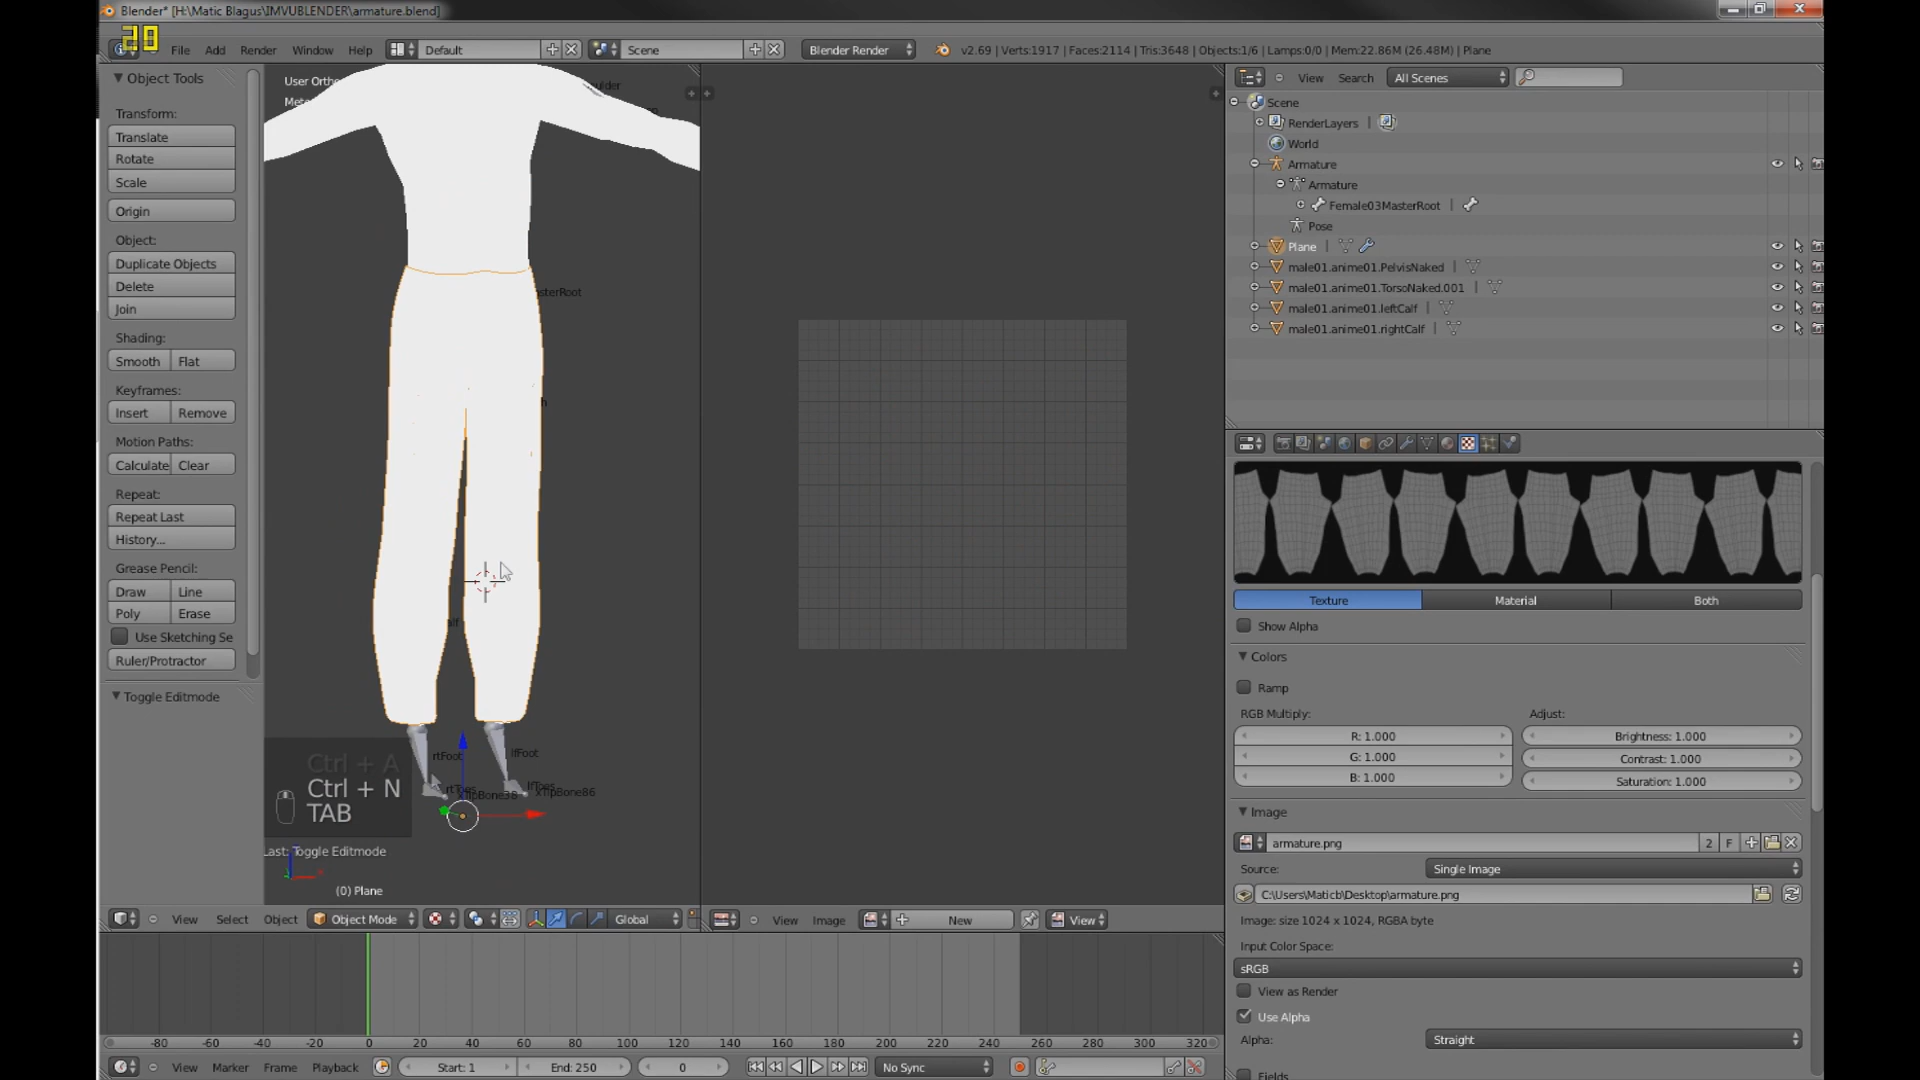 Blender* [H:\Matic Blagus\IMVUBLENDER\armature.blend]
29
File Add Render Window Help Default Scene Blender Render v2.69 | Verts:1917 | Faces:2114 | Tris:3648 | Objects:1/6 | Lamps:0/0 | Mem:22.86M (26.48M) | Plane
Object Tools
Transform:
Translate
Rotate
Scale
Origin
Object:
Duplicate Objects
Delete
Join
Shading:
Smooth Flat
Keyframes:
Insert Remove
Motion Paths:
Calculate Clear
Repeat:
Repeat Last
History...
Grease Pencil:
Draw Line
Poly Erase
Use Sketching Se
Ruler/Protractor
Toggle Editmode
User Ortho
rtFoot
lfFoot
xTipBone38
xTipBone86
Ctrl + A
Ctrl + N
TAB
Last: Toggle Editmode
(0) Plane
View Select Object Object Mode Global
View Image New View
View Search All Scenes
Scene
RenderLayers |
World
Armature
Armature
Female03MasterRoot |
Pose
Plane |
male01.anime01.PelvisNaked |
male01.anime01.TorsoNaked.001 |
male01.anime01.leftCalf |
male01.anime01.rightCalf |
Texture Material Both
Show Alpha
Colors
Ramp
RGB Multiply: Adjust:
R: 1.000 Brightness: 1.000
G: 1.000 Contrast: 1.000
B: 1.000 Saturation: 1.000
Image
armature.png 2 F
Source: Single Image
C:\Users\Maticb\Desktop\armature.png
Image: size 1024 x 1024, RGBA byte
Input Color Space:
sRGB
View as Render
Use Alpha
Alpha: Straight
Fields
-80 -60 -40 -20 0 20 40 60 80 100 120 140 160 180 200 220 240 260 280 300 320
View Marker Frame Playback Start: 1 End: 250 0 No Sync